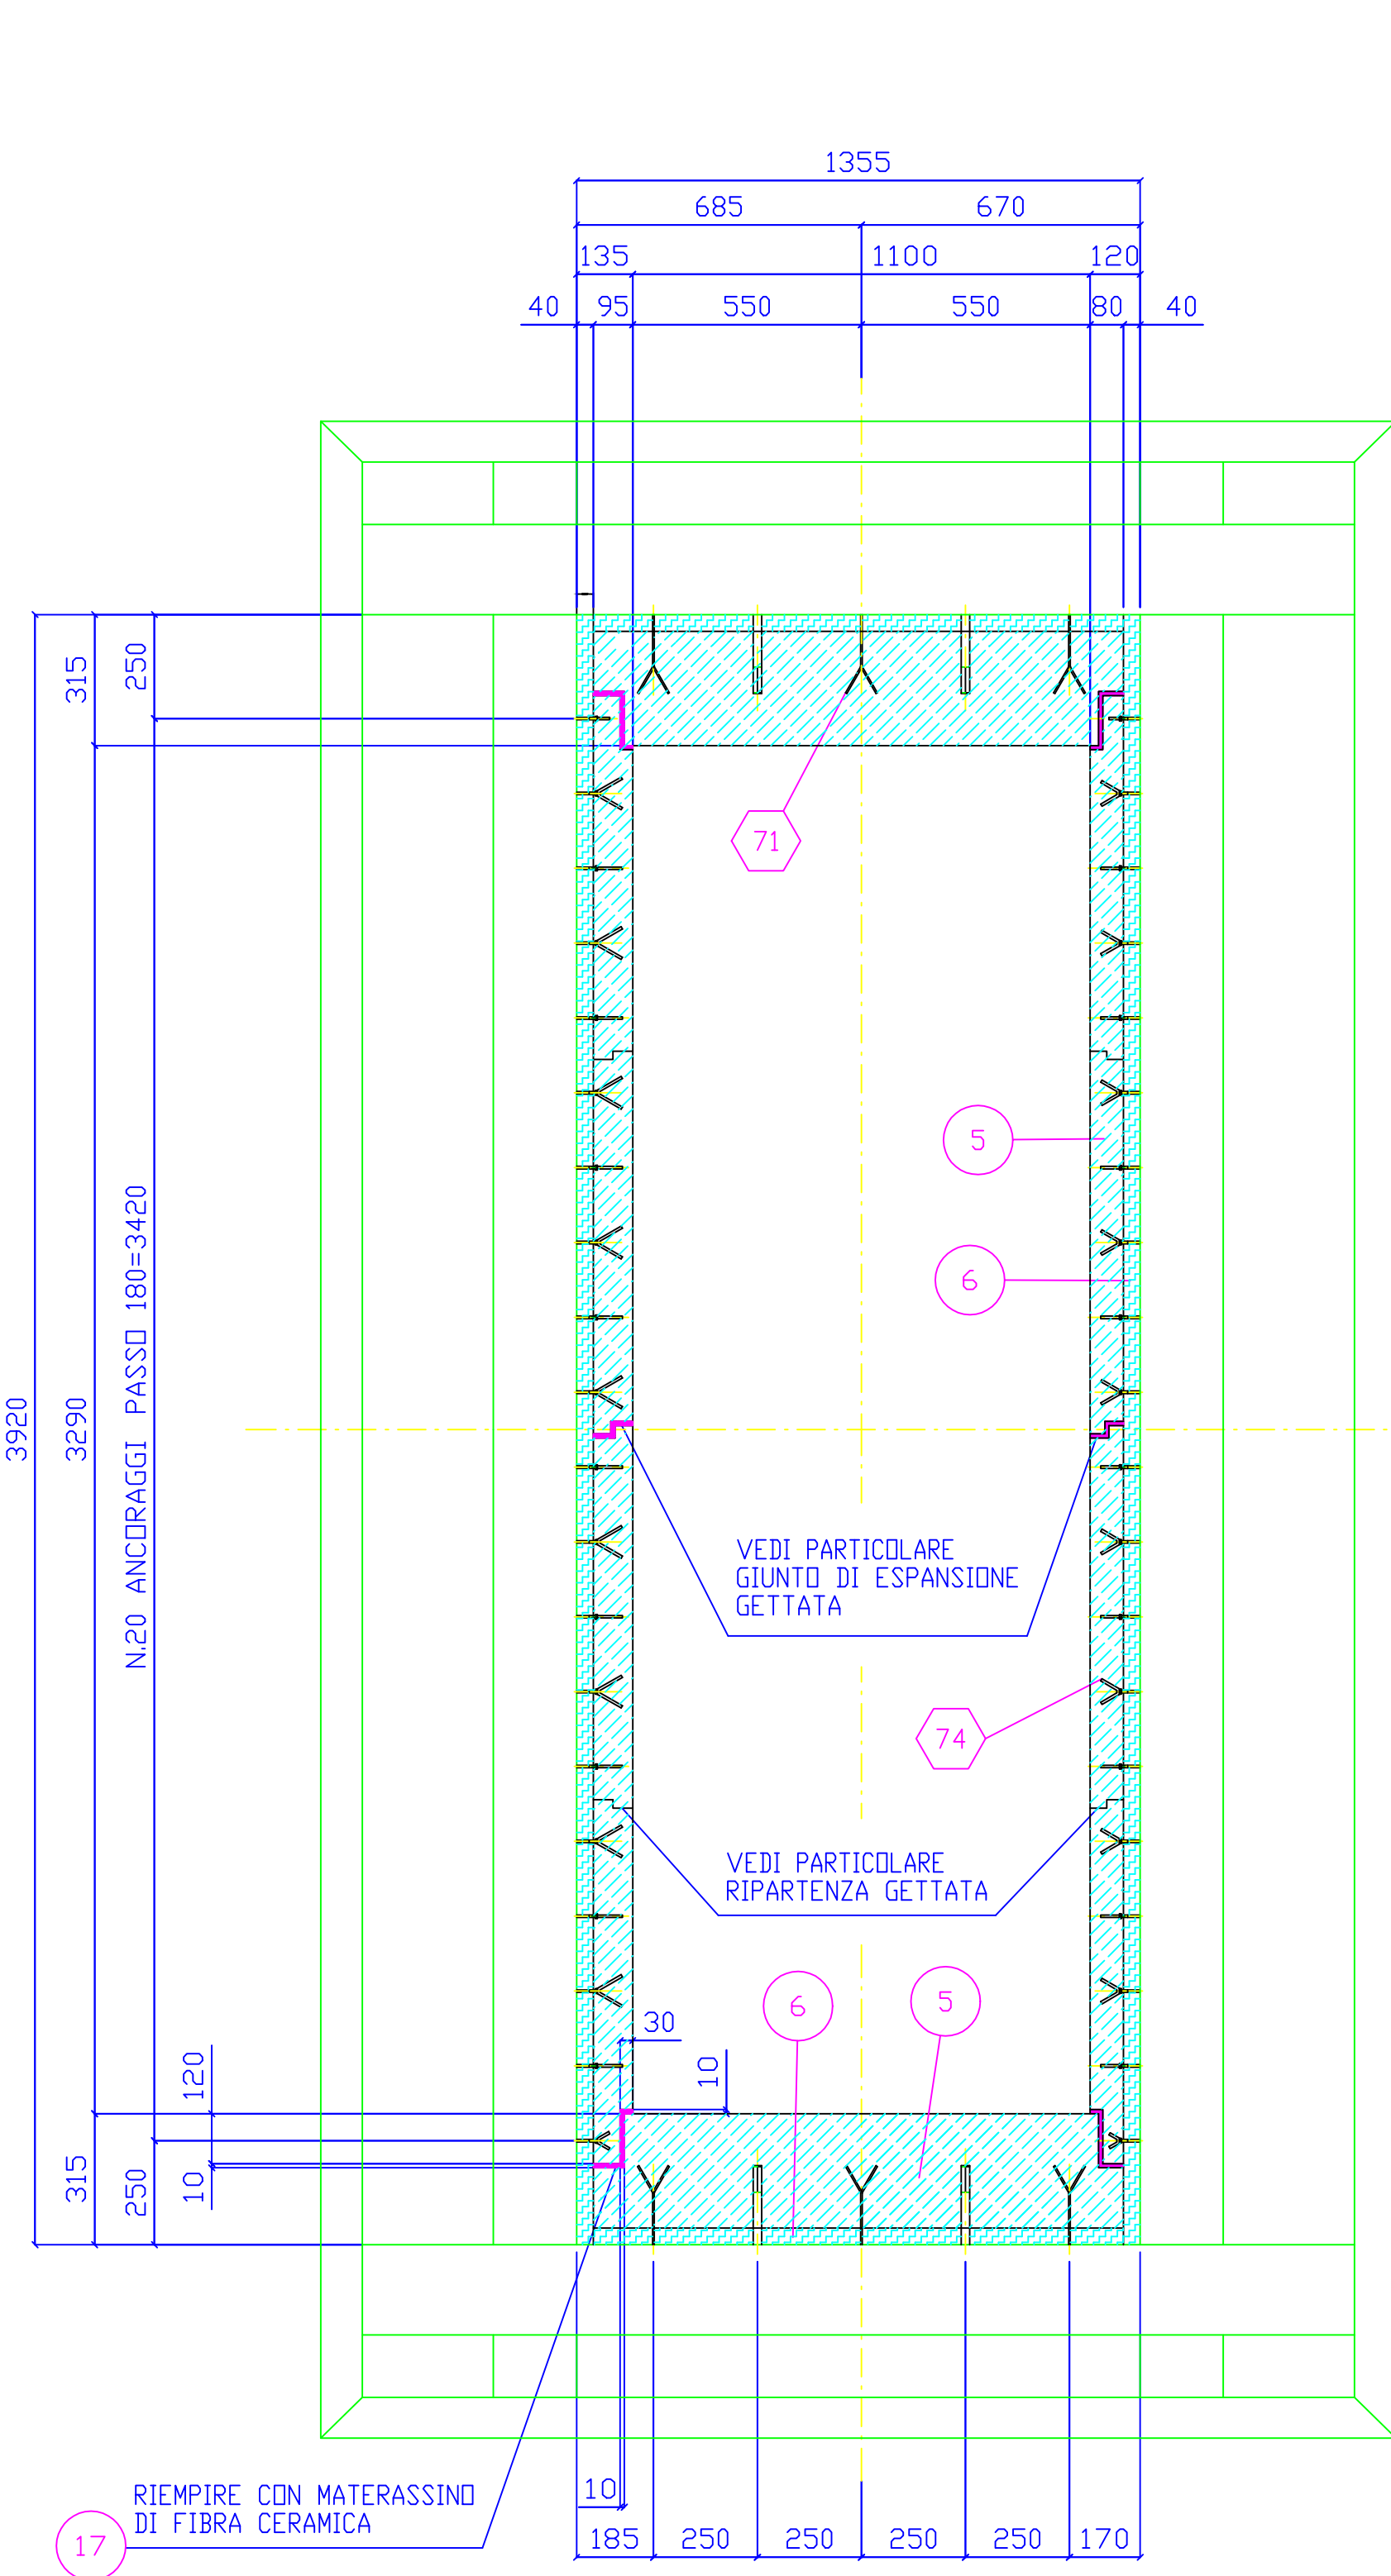 1355
685 670
135 1100 120
40 95 550 550 80 40
315
250
71
5
6
3920
3290
N.20 ANCORAGGI PASSO 180=3420
VEDI PARTICOLARE
GIUNTO DI ESPANSIONE
GETTATA
74
VEDI PARTICOLARE
RIPARTENZA GETTATA
6
5
30
10
120
315
250
10
10
RIEMPIRE CON MATERASSINO
DI FIBRA CERAMICA
17
185 250 250 250 250 170